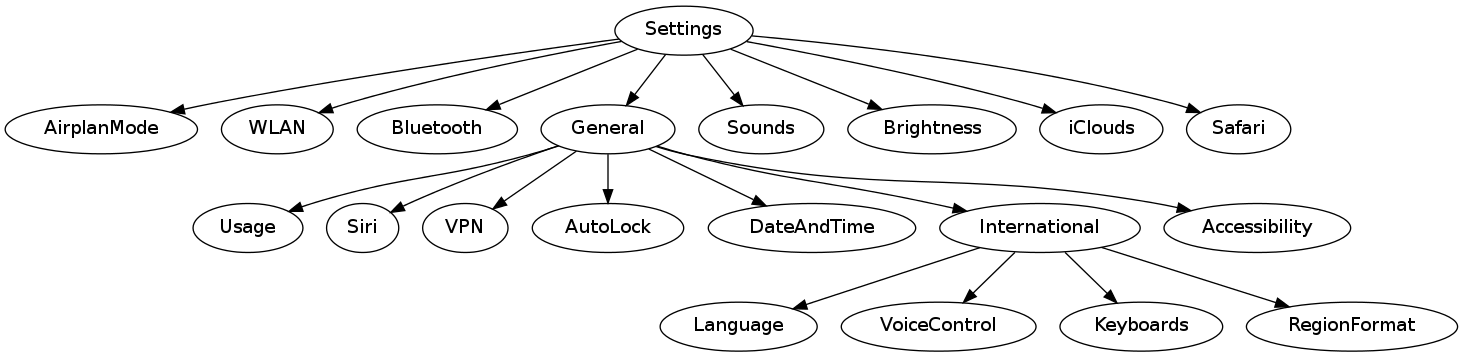 Settings
AirplanMode WLAN Bluetooth General Sounds Brightness iClouds Safari
Usage Siri VPN AutoLock DateAndTime International Accessibility
Language VoiceControl Keyboards RegionFormat